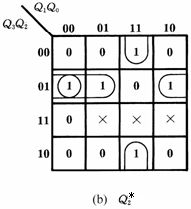 Q₁Q₀
Q₃Q₂
00 01 11 10
00 0 0 1 0
01 1 1 0 1
11 0 × × ×
10 0 0 1 0
(b) Q₂*